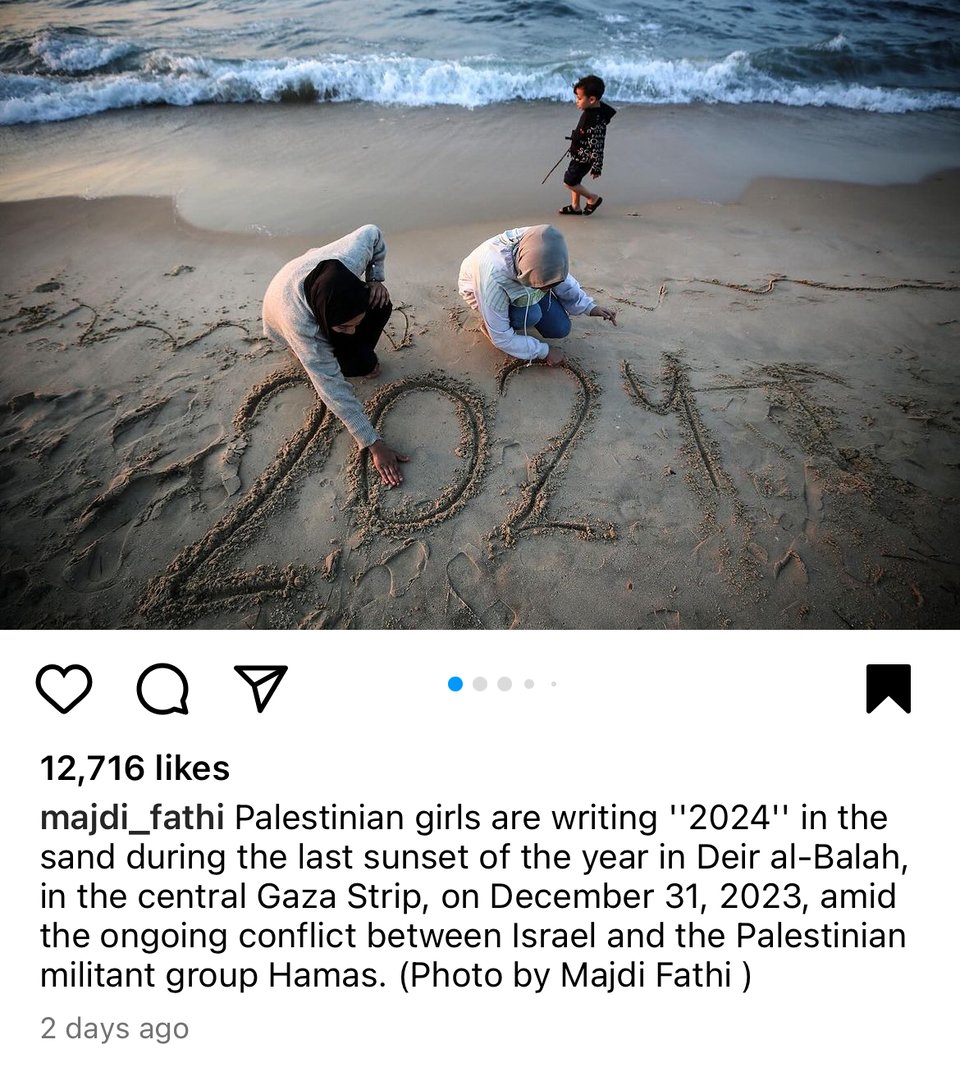 2024
12,716 likes
majdi_fathi Palestinian girls are writing ''2024'' in the
sand during the last sunset of the year in Deir al-Balah,
in the central Gaza Strip, on December 31, 2023, amid
the ongoing conflict between Israel and the Palestinian
militant group Hamas. (Photo by Majdi Fathi )
2 days ago